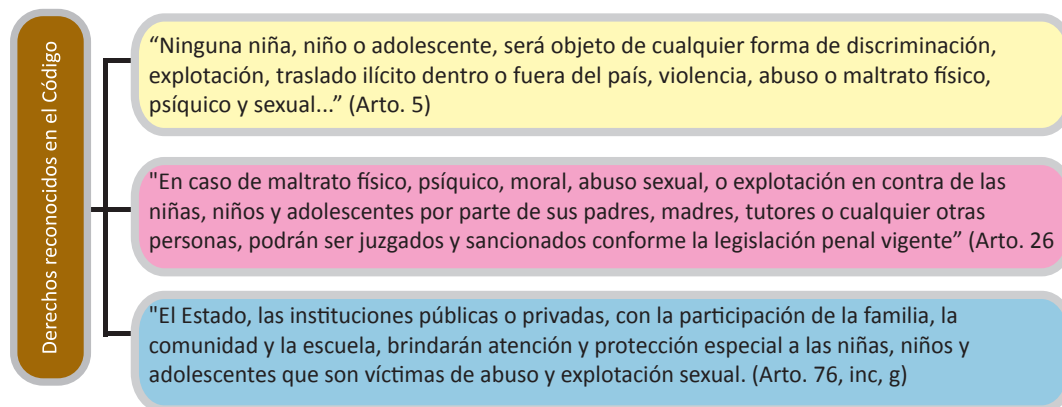 Derechos reconocidos en el Código
“Ninguna niña, niño o adolescente, será objeto de cualquier forma de discriminación,
explotación, traslado ilícito dentro o fuera del país, violencia, abuso o maltrato físico,
psíquico y sexual...” (Arto. 5)
"En caso de maltrato físico, psíquico, moral, abuso sexual, o explotación en contra de las
niñas, niños y adolescentes por parte de sus padres, madres, tutores o cualquier otras
personas, podrán ser juzgados y sancionados conforme la legislación penal vigente” (Arto. 26
"El Estado, las instituciones públicas o privadas, con la participación de la familia, la
comunidad y la escuela, brindarán atención y protección especial a las niñas, niños y
adolescentes que son víctimas de abuso y explotación sexual. (Arto. 76, inc, g)